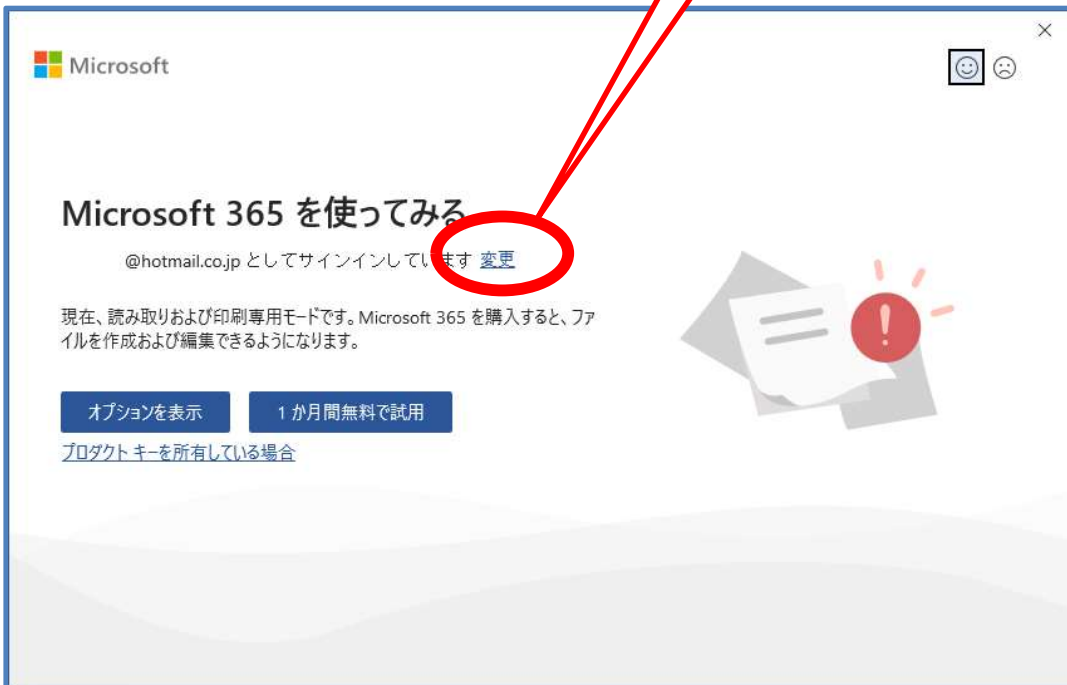 Microsoft
Microsoft 365 を使ってみる
@hotmail.co.jp としてサインインしています 変更
現在、読み取りおよび印刷専用モードです。Microsoft 365 を購入すると、ファ
イルを作成および編集できるようになります。
オプションを表示
1 か月間無料で試用
プロダクト キーを所有している場合